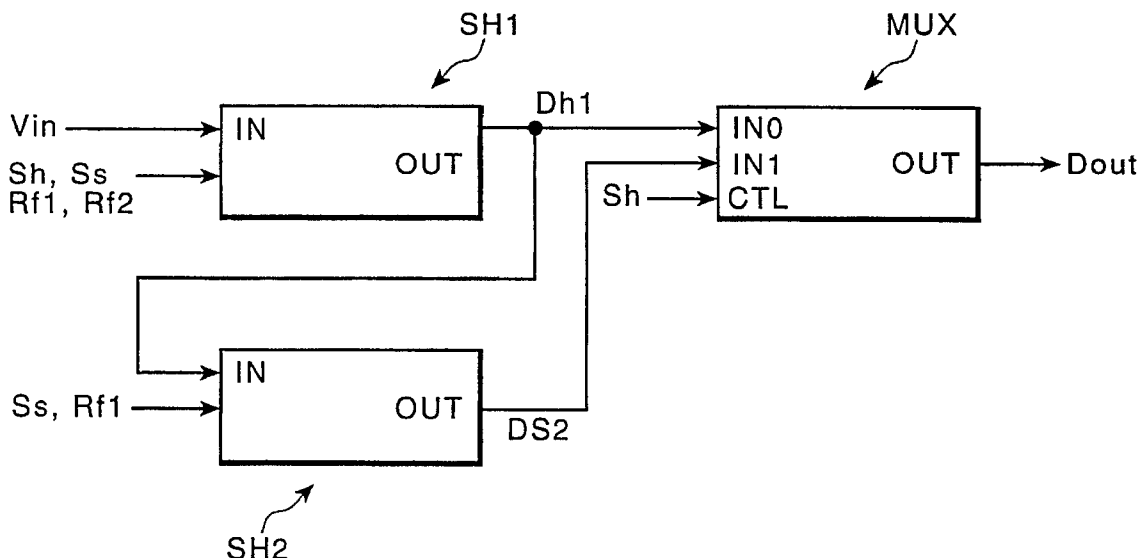 SH1
MUX
Vin
IN
OUT
Sh, Ss
Rf1, Rf2
Dh1
IN0
IN1
CTL
OUT
Sh
Dout
IN
OUT
Ss, Rf1
DS2
SH2